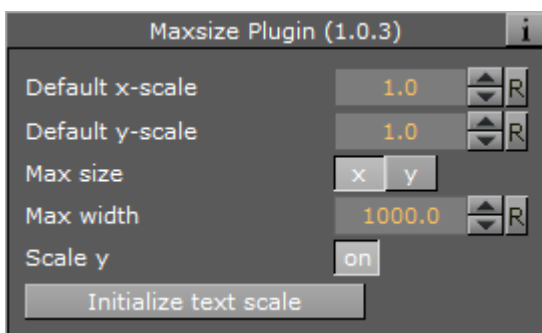 Maxsize Plugin (1.0.3) i
Default x-scale 1.0 R
Default y-scale 1.0 R
Max size x y
Max width 1000.0 R
Scale y on
Initialize text scale